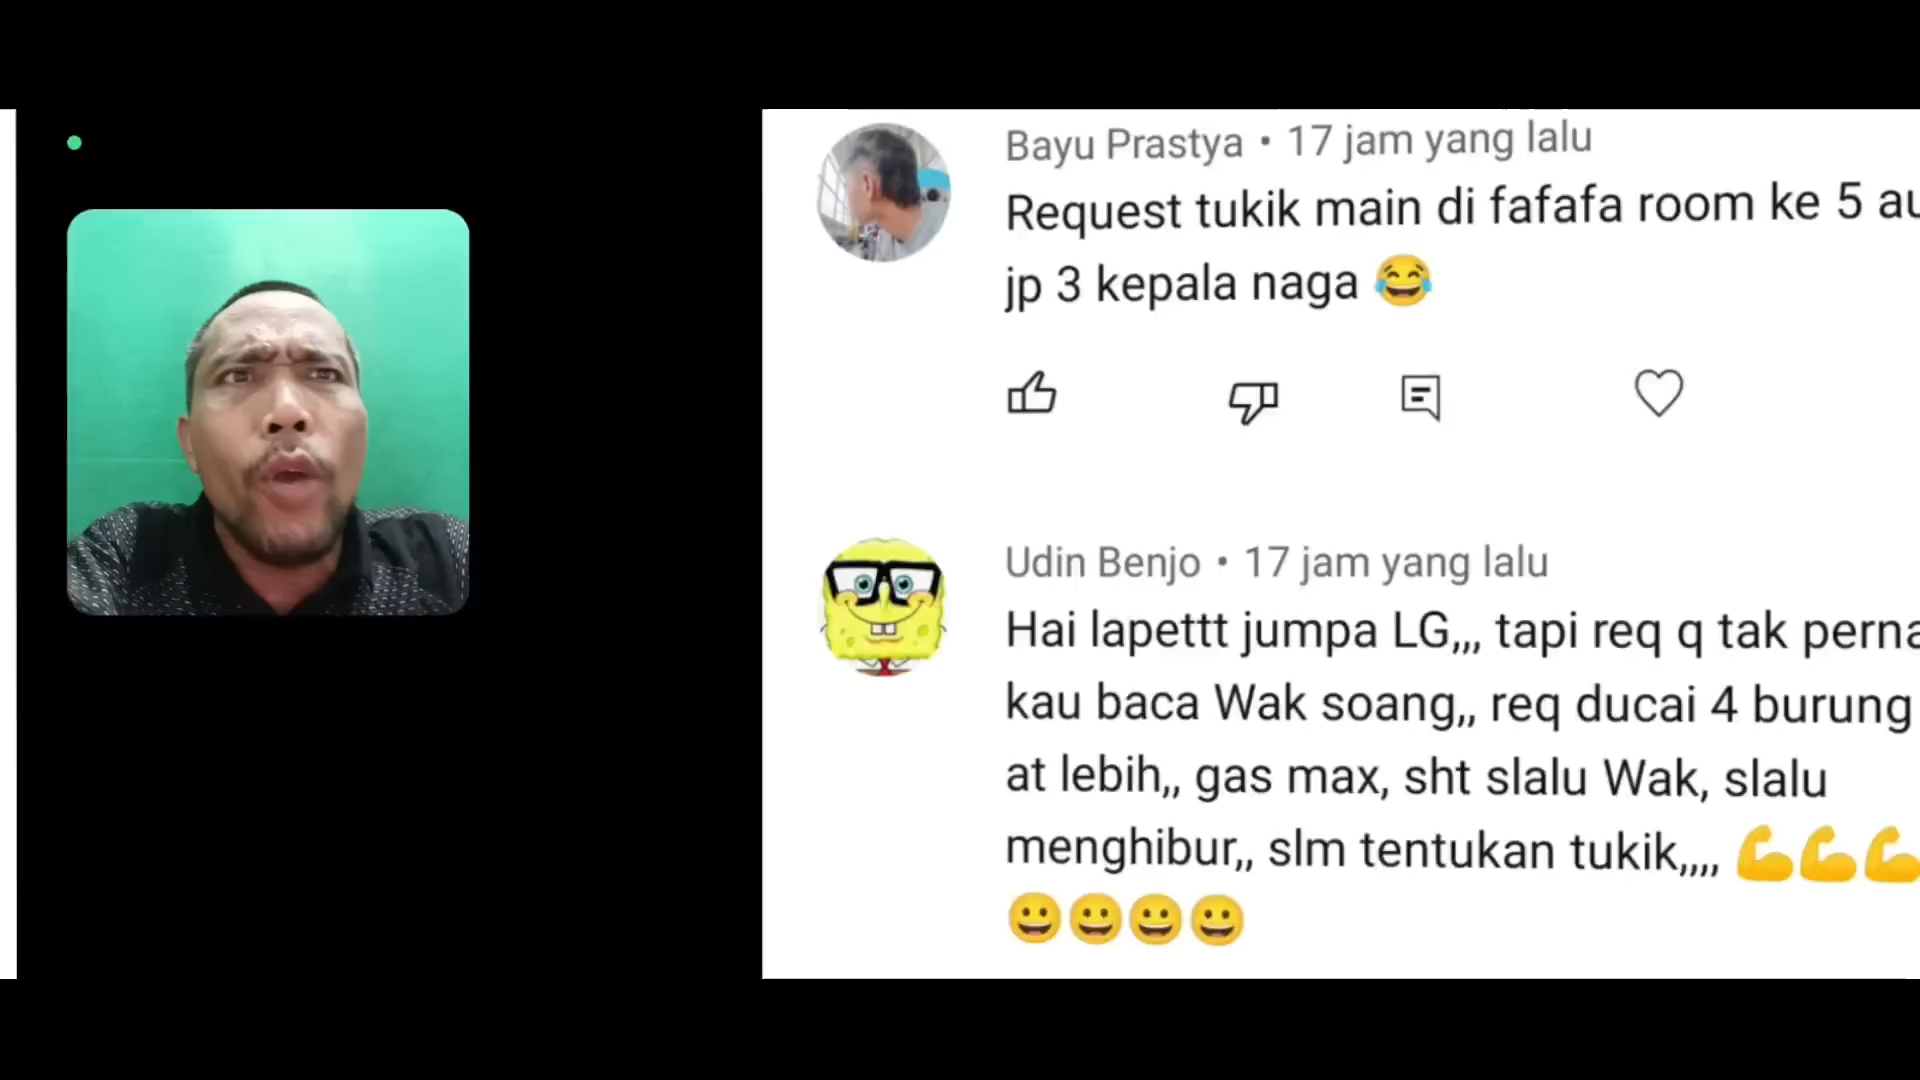 Bayu Prastya • 17 jam yang lalu
Request tukik main di fafafa room ke 5
jp 3 kepala naga 😂
Udin Benjo • 17 jam yang lalu
Hai lapettt jumpa LG,,, tapi req q tak
kau baca Wak soang,, req ducai 4 burung
at lebih,, gas max, sht slalu Wak, slalu
menghibur,, slm tentukan tukik,,,, 💪💪💪
😀😀😀😀